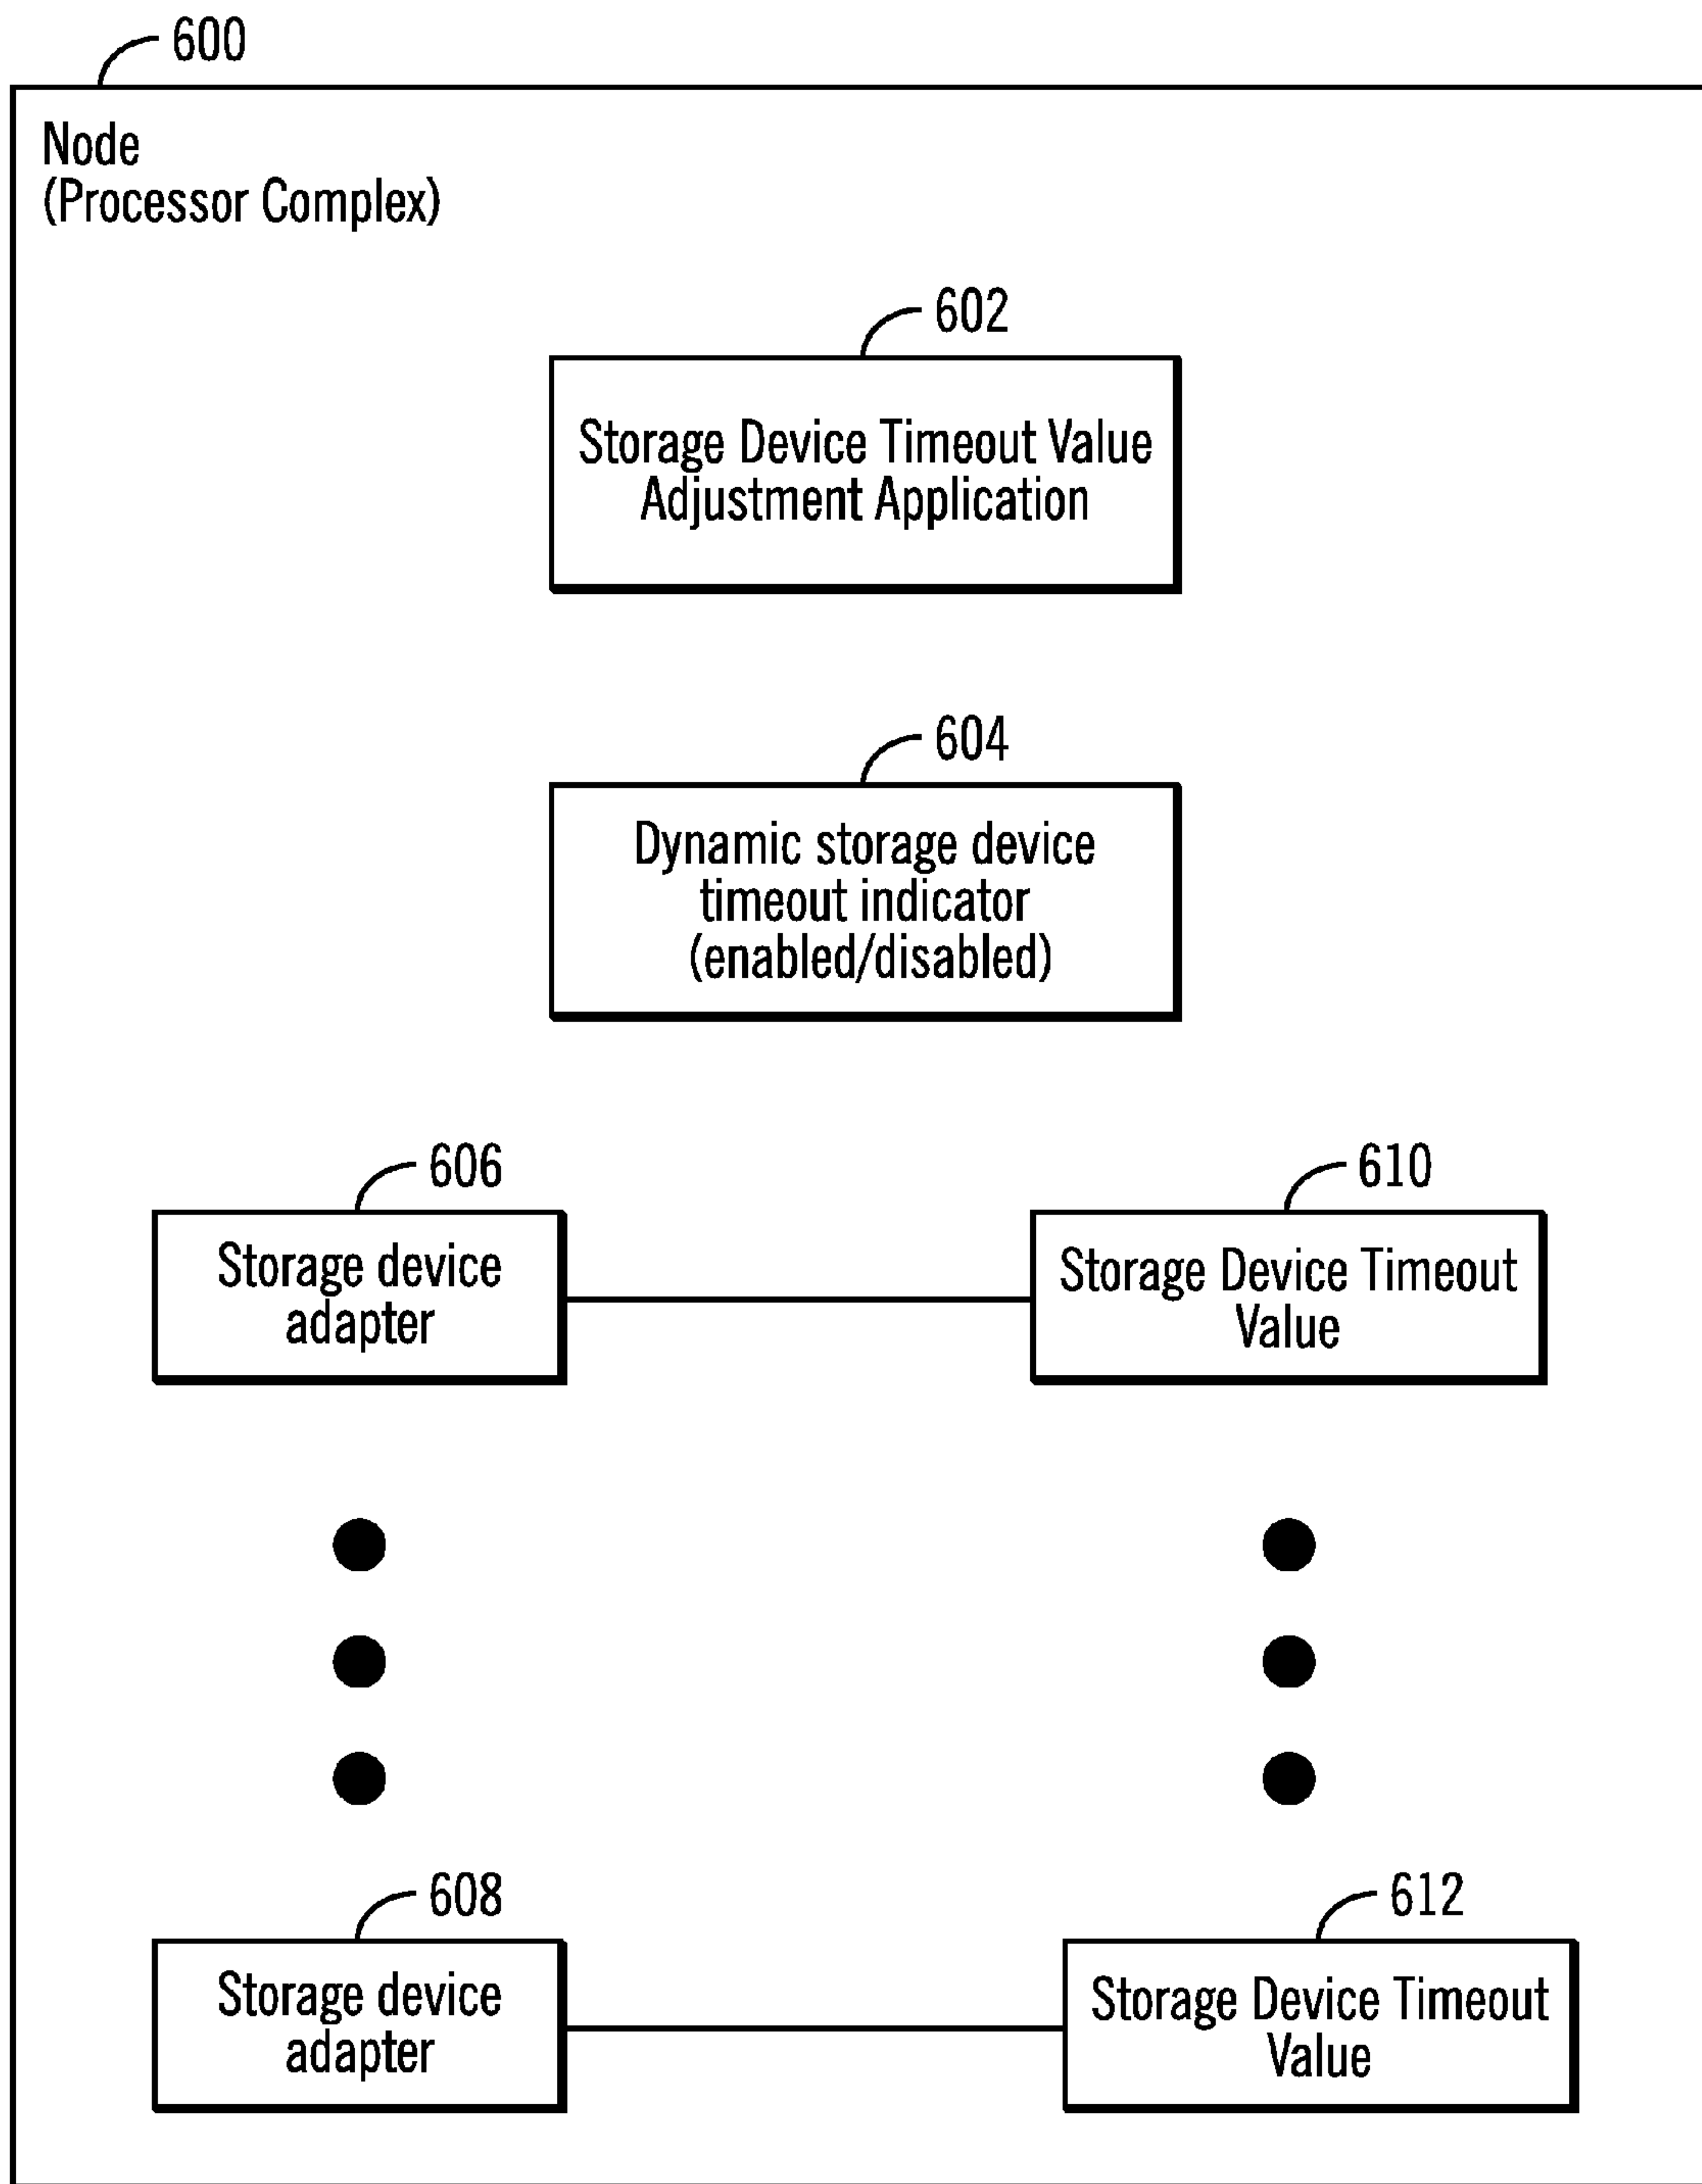 600
Node
(Processor Complex)
602
Storage Device Timeout Value
Adjustment Application
604
Dynamic storage device
timeout indicator
(enabled/disabled)
606
610
Storage device
adapter
Storage Device Timeout
Value
608
612
Storage device
adapter
Storage Device Timeout
Value